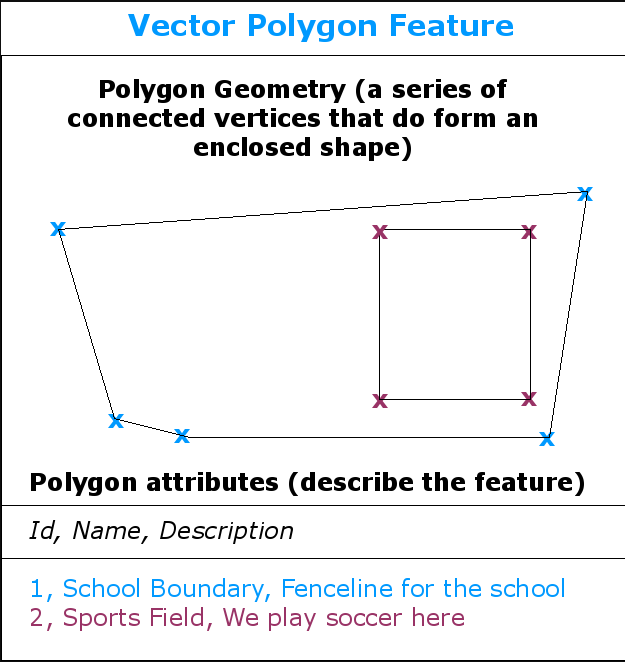 Vector Polygon Feature
Polygon Geometry (a series of
connected vertices that do form an
enclosed shape)
x
x
x
x
x
x
x
x
x
Polygon attributes (describe the feature)
Id, Name, Description
1, School Boundary, Fenceline for the school
2, Sports Field, We play soccer here